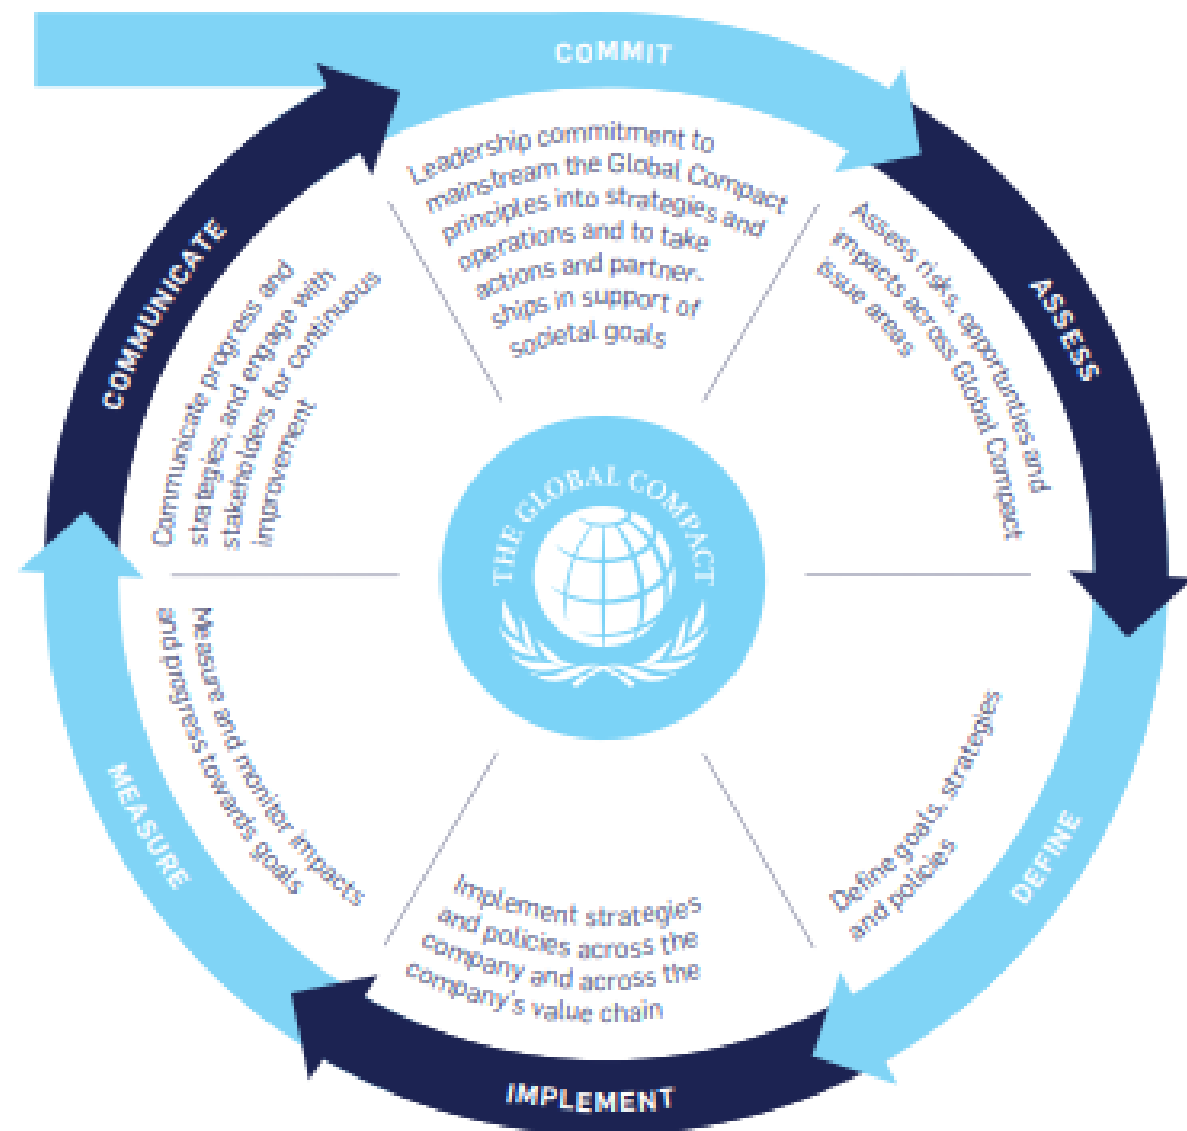 COMMIT
Leadership commitment to
mainstream the Global Compact
principles into strategies and
operations and to take
actions and partner-
ships in support of
societal goals
ASSESS
Assess risks, opportunities and
impacts across Global Compact
issue areas
DEFINE
Define goals, strategies
and policies
IMPLEMENT
Implement strategies
and policies across the
company and across the
company's value chain
MEASURE
Measure and monitor impacts
and progress towards goals
COMMUNICATE
Communicate progress and
strategies, and engage with
stakeholders for continuous
improvement
THE GLOBAL COMPACT